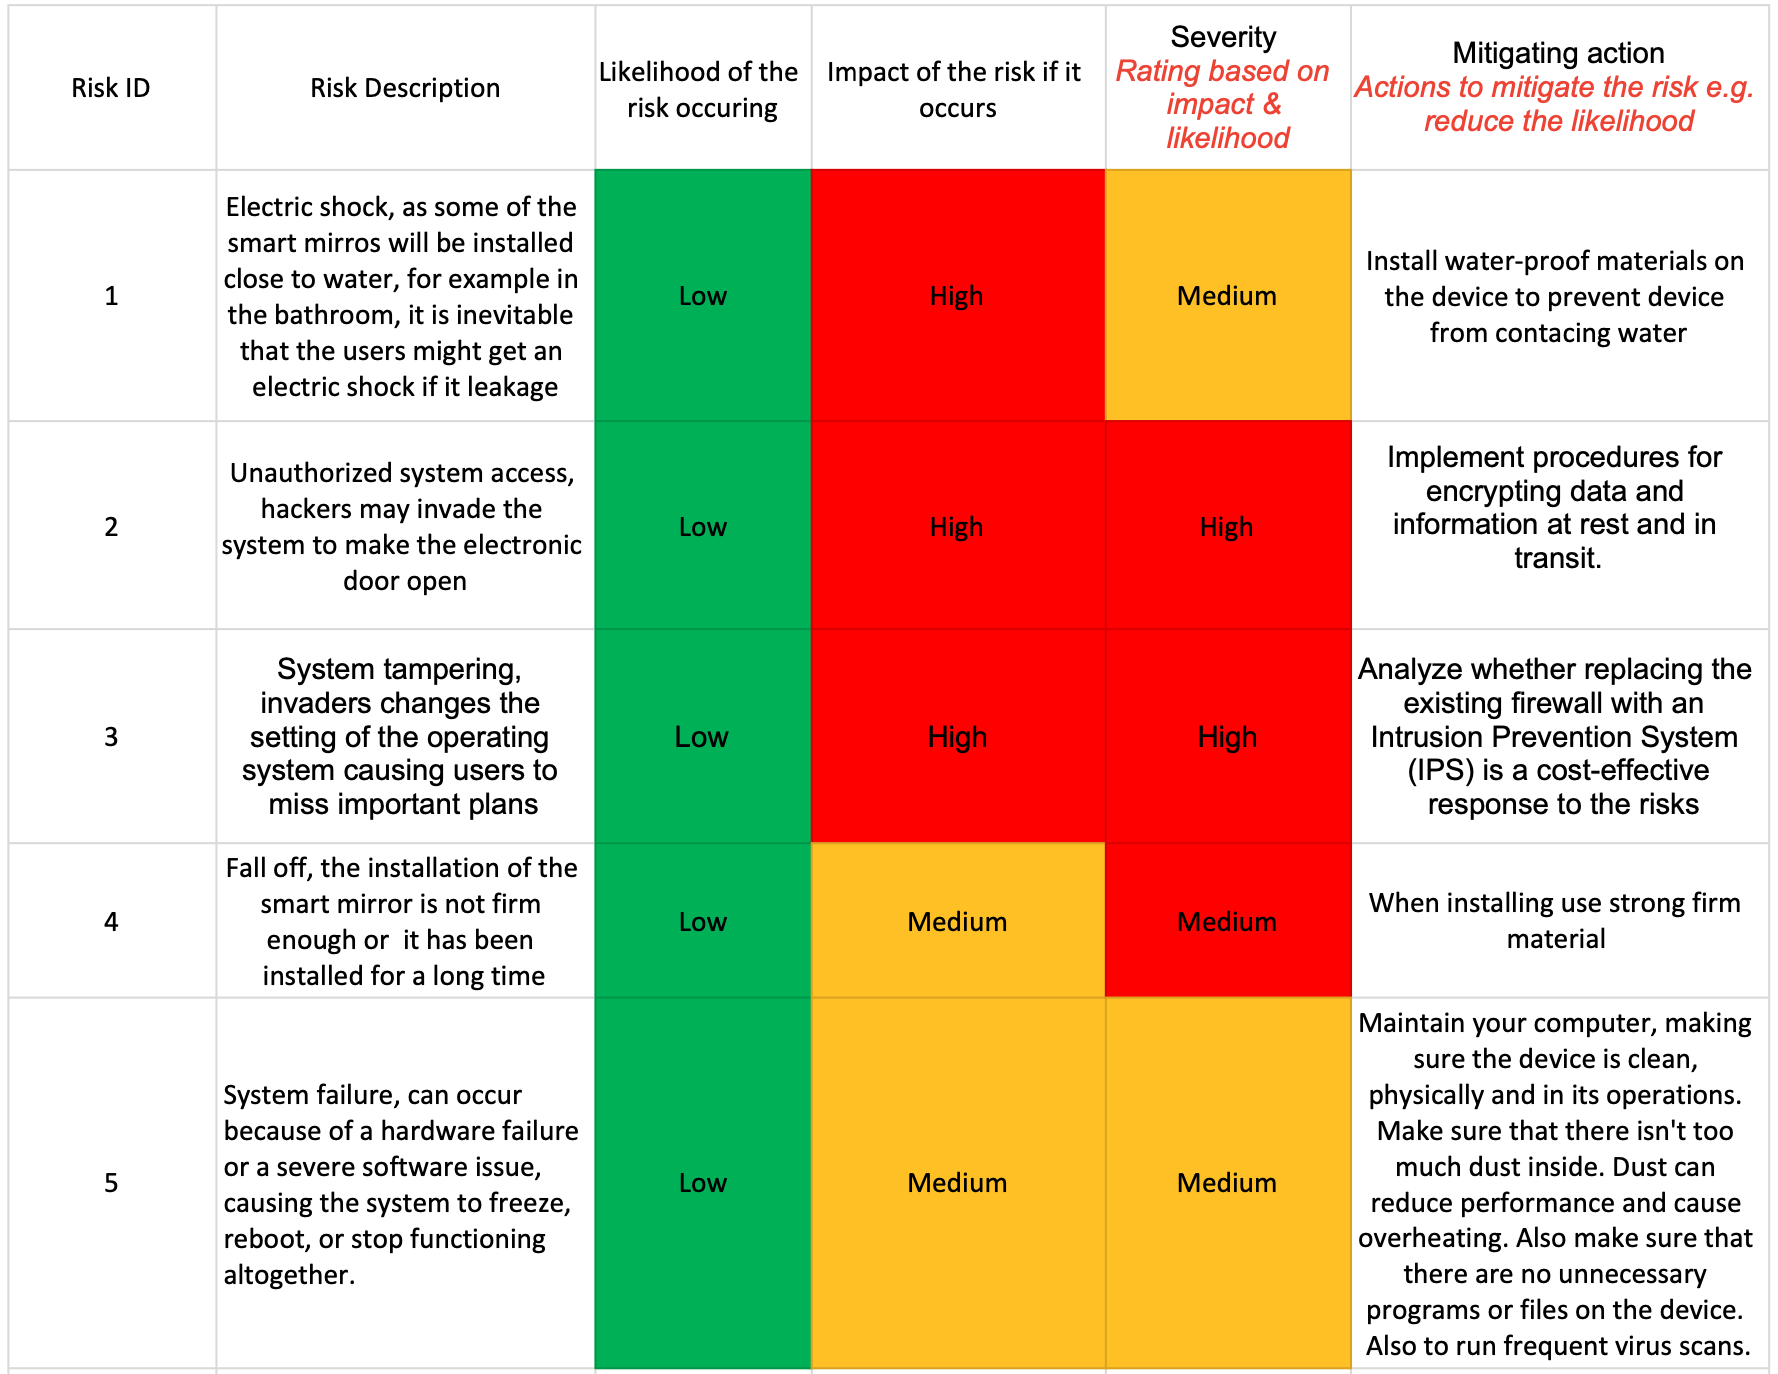 Risk ID
Risk Description
Likelihood of the
risk occuring
Impact of the risk if it
occurs
Severity
Rating based on
impact &
likelihood
Mitigating action
Actions to mitigate the risk e.g.
reduce the likelihood
1
Electric shock, as some of the
smart mirros will be installed
close to water, for example in
the bathroom, it is inevitable
that the users might get an
electric shock if it leakage
Low
High
Medium
Install water-proof materials on
the device to prevent device
from contacing water
2
Unauthorized system access,
hackers may invade the
system to make the electronic
door open
Low
High
High
Implement procedures for
encrypting data and
information at rest and in
transit.
3
System tampering,
invaders changes the
setting of the operating
system causing users to
miss important plans
Low
High
High
Analyze whether replacing the
existing firewall with an
Intrusion Prevention System
(IPS) is a cost-effective
response to the risks
4
Fall off, the installation of the
smart mirror is not firm
enough or  it has been
installed for a long time
Low
Medium
Medium
When installing use strong firm
material
5
System failure, can occur
because of a hardware failure
or a severe software issue,
causing the system to freeze,
reboot, or stop functioning
altogether.
Low
Medium
Medium
Maintain your computer, making
sure the device is clean,
physically and in its operations.
Make sure that there isn't too
much dust inside. Dust can
reduce performance and cause
overheating. Also make sure that
there are no unnecessary
programs or files on the device.
Also to run frequent virus scans.